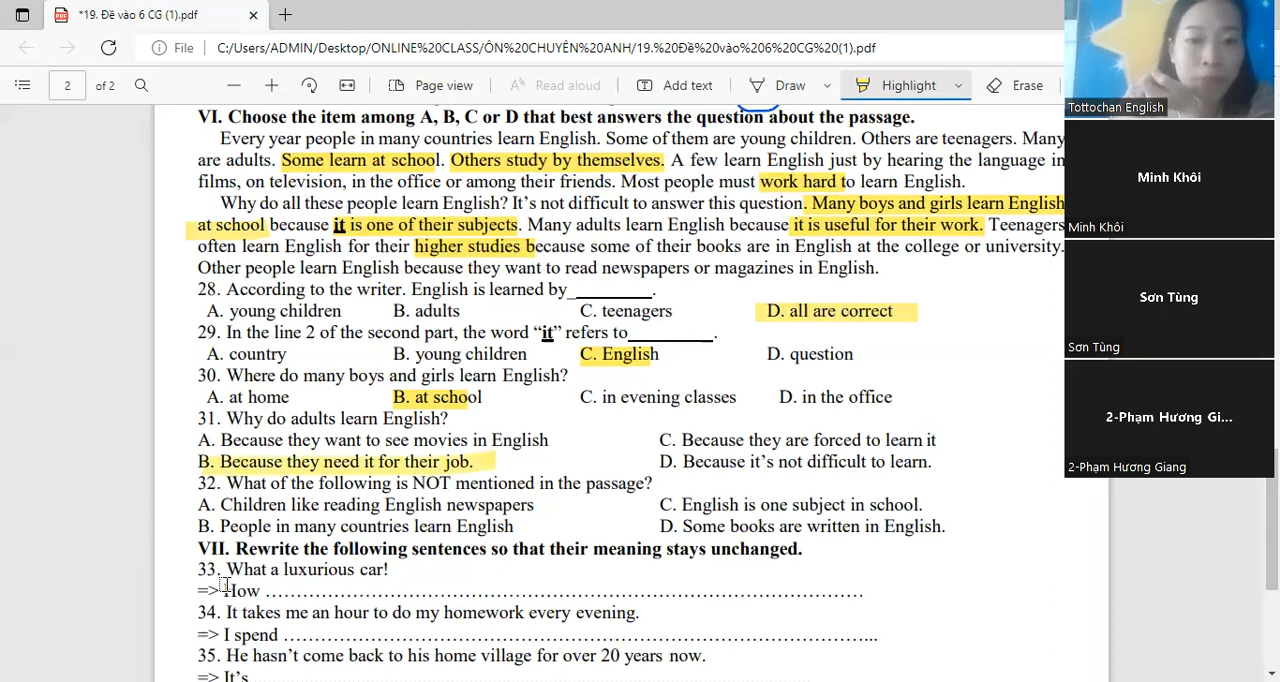 *19. Đề vào 6 CG (1).pdf
File C:/Users/ADMIN/Desktop/ONLINE%20CLASS/ÔN%20CHUYÊN%20ANH/19.%20Đề%20vào%206%20CG%20(1).pdf
2 of 2 Page view Read aloud Add text Draw Highlight Erase
VI. Choose the item among A, B, C or D that best answers the question about the passage.
Every year people in many countries learn English. Some of them are young children. Others are teenagers. Many
are adults. Some learn at school. Others study by themselves. A few learn English just by hearing the language in
films, on television, in the office or among their friends. Most people must work hard to learn English.
Why do all these people learn English? It's not difficult to answer this question. Many boys and girls learn English
at school because it is one of their subjects. Many adults learn English because it is useful for their work. Teenagers
often learn English for their higher studies because some of their books are in English at the college or university.
Other people learn English because they want to read newspapers or magazines in English.
28. According to the writer. English is learned by_________.
A. young children B. adults C. teenagers D. all are correct
29. In the line 2 of the second part, the word “it” refers to_________.
A. country B. young children C. English D. question
30. Where do many boys and girls learn English?
A. at home B. at school C. in evening classes D. in the office
31. Why do adults learn English?
A. Because they want to see movies in English C. Because they are forced to learn it
B. Because they need it for their job. D. Because it's not difficult to learn.
32. What of the following is NOT mentioned in the passage?
A. Children like reading English newspapers C. English is one subject in school.
B. People in many countries learn English D. Some books are written in English.
VII. Rewrite the following sentences so that their meaning stays unchanged.
33. What a luxurious car!
=> How ……………………………………………………………………………
34. It takes me an hour to do my homework every evening.
=> I spend …………………………………………………………………………...
35. He hasn't come back to his home village for over 20 years now.
=> It's
Tottochan English
Minh Khôi
Minh Khôi
Sơn Tùng
Sơn Tùng
2-Phạm Hương Gi...
2-Phạm Hương Giang